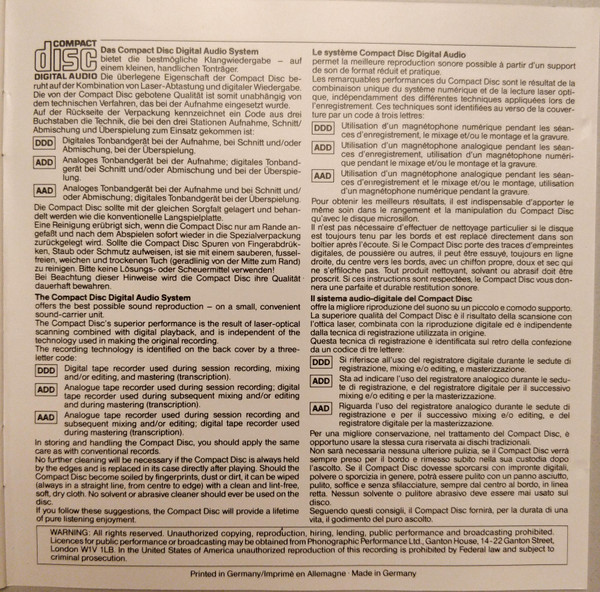 COMPACT
disc
DIGITAL AUDIO
Das Compact Disc Digital Audio System
bietet die bestmögliche Klangwiedergabe – auf
einem kleinen, handlichen Tonträger.
Die überlegene Eigenschaft der Compact Disc be-
ruht auf der Kombination von Laser-Abtastung und digitaler Wiedergabe.
Die von der Compact Disc gebotene Qualität ist somit unabhängig von
dem technischen Verfahren, das bei der Aufnahme eingesetzt wurde.
Auf der Rückseite der Verpackung kennzeichnet ein Code aus drei
Buchstaben die Technik, die bei den drei Stationen Aufnahme, Schnitt/
Abmischung und Überspielung zum Einsatz gekommen ist:
DDD Digitales Tonbandgerät bei der Aufnahme, bei Schnitt und/oder
Abmischung, bei der Überspielung.
ADD Analoges Tonbandgerät bei der Aufnahme; digitales Tonband-
gerät bei Schnitt und/oder Abmischung und bei der Überspie-
lung.
AAD Analoges Tonbandgerät bei der Aufnahme und bei Schnitt und/
oder Abmischung; digitales Tonbandgerät bei der Überspielung.
Die Compact Disc sollte mit der gleichen Sorgfalt gelagert und behan-
delt werden wie die konventionelle Langspielplatte.
Eine Reinigung erübrigt sich, wenn die Compact Disc nur am Rande an-
gefaßt und nach dem Abspielen sofort wieder in die Spezialverpackung
zurückgelegt wird. Sollte die Compact Disc Spuren von Fingerabdrük-
ken, Staub oder Schmutz aufweisen, ist sie mit einem sauberen, fussel-
freien, weichen und trockenen Tuch (geradlinig von der Mitte zum Rand)
zu reinigen. Bitte keine Lösungs- oder Scheuermittel verwenden!
Bei Beachtung dieser Hinweise wird die Compact Disc ihre Qualität
dauerhaft bewahren.
The Compact Disc Digital Audio System
offers the best possible sound reproduction – on a small, convenient
sound-carrier unit.
The Compact Disc's superior performance is the result of laser-optical
scanning combined with digital playback, and is independent of the
technology used in making the original recording.
The recording technology is identified on the back cover by a three-
letter code:
DDD Digital tape recorder used during session recording, mixing
and/or editing, and mastering (transcription).
ADD Analogue tape recorder used during session recording; digital
tape recorder used during subsequent mixing and/or editing
and during mastering (transcription).
AAD Analogue tape recorder used during session recording and
subsequent mixing and/or editing; digital tape recorder used
during mastering (transcription).
In storing and handling the Compact Disc, you should apply the same
care as with conventional records.
No further cleaning will be necessary if the Compact Disc is always held
by the edges and is replaced in its case directly after playing. Should the
Compact Disc become soiled by fingerprints, dust or dirt, it can be wiped
(always in a straight line, from centre to edge) with a clean and lint-free,
soft, dry cloth. No solvent or abrasive cleaner should ever be used on the
disc.
If you follow these suggestions, the Compact Disc will provide a lifetime
of pure listening enjoyment.
Le système Compact Disc Digital Audio
permet la meilleure reproduction sonore possible à partir d'un support
de son de format réduit et pratique.
Les remarquables performances du Compact Disc sont le résultat de la
combinaison unique du système numérique et de la lecture laser opti-
que, indépendamment des différentes techniques appliquées lors de
l'enregistrement. Ces techniques sont identifiées au verso de la couver-
ture par un code à trois lettres:
DDD Utilisation d'un magnétophone numérique pendant les séan-
ces d'enregistrement, le mixage et/ou le montage et la gravure.
ADD Utilisation d'un magnétophone analogique pendant les séan-
ces d'enregistrement, utilisation d'un magnétophone numéri-
que pendant le mixage et/ou le montage et la gravure.
AAD Utilisation d'un magnétophone analogique pendant les séan-
ces d'enregistrement et le mixage et/ou le montage, utilisation
d'un magnétophone numérique pendant la gravure.
Pour obtenir les meilleurs résultats, il est indispensable d'apporter le
même soin dans le rangement et la manipulation du Compact Disc
qu'avec le disque microsillon.
Il n'est pas nécessaire d'effectuer de nettoyage particulier si le disque
est toujours tenu par les bords et est replacé directement dans son
boîtier après l'écoute. Si le Compact Disc porte des traces d'empreintes
digitales, de poussière ou autres, il peut être essuyé, toujours en ligne
droite, du centre vers les bords, avec un chiffon propre, doux et sec qui
ne s'effiloche pas. Tout produit nettoyant, solvant ou abrasif doit être
proscrit. Si ces instructions sont respectées, le Compact Disc vous don-
nera une parfaite et durable restitution sonore.
Il sistema audio-digitale del Compact Disc
offre la migliore riproduzione del suono su un piccolo e comodo supporto.
La superiore qualità del Compact Disc è il risultato della scansione con
l'ottica laser, combinata con la riproduzione digitale ed è indipendente
dalla tecnica di registrazione utilizzata in origine.
Questa tecnica di registrazione è identificata sul retro della confezione
da un codice di tre lettere:
DDD Si riferisce all'uso del registratore digitale durante le sedute di
registrazione, mixing e/o editing, e masterizzazione.
ADD Sta ad indicare l'uso del registratore analogico durante le sedu-
te di registrazione, e del registratore digitale per il successivo
mixing e/o editing e per la masterizzazione.
AAD Riguarda l'uso del registratore analogico durante le sedute di
registrazione e per il successivo mixing e/o editing, e del
registratore digitale per la masterizzazione.
Per una migliore conservazione, nel trattamento del Compact Disc, è
opportuno usare la stessa cura riservata ai dischi tradizionali.
Non sarà necessaria nessuna ulteriore pulizia, se il Compact Disc verrà
sempre preso per il bordo e rimesso subito nella sua custodia dopo
l'ascolto. Se il Compact Disc dovesse sporcarsi con impronte digitali,
polvere o sporcizia in genere, potrà essere pulito con un panno asciutto,
pulito, soffice e senza sfilacciature, sempre dal centro al bordo, in linea
retta. Nessun solvente o pulitore abrasivo deve essere mai usato sul
disco.
Seguendo questi consigli, il Compact Disc fornirà, per la durata di una
vita, il godimento del puro ascolto.
WARNING: All rights reserved. Unauthorized copying, reproduction, hiring, lending, public performance and broadcasting prohibited.
Licences for public performance or broadcasting may be obtained from Phonographic Performance Ltd., Ganton House, 14-22 Ganton Street,
London W1V 1LB. In the United States of America unauthorized reproduction of this recording is prohibited by Federal law and subject to
criminal prosecution.
Printed in Germany/Imprimé en Allemagne · Made in Germany